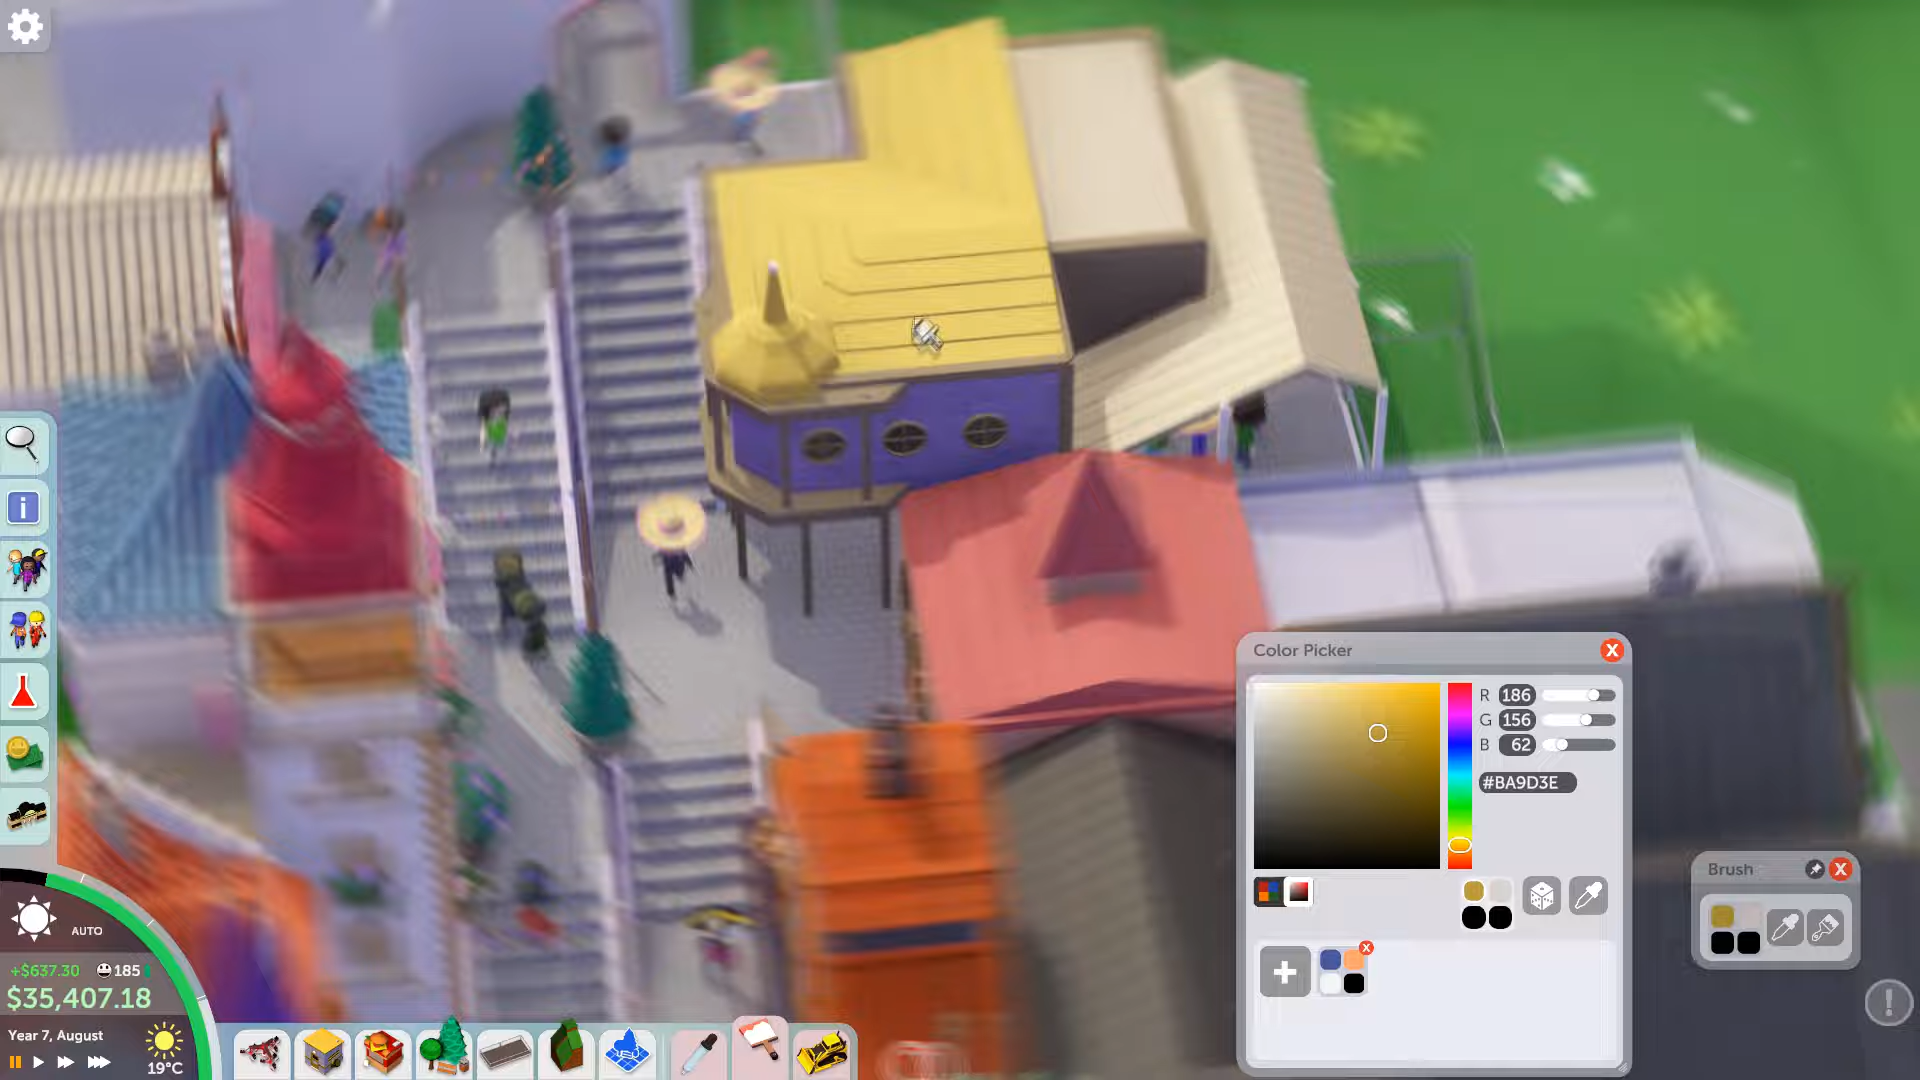 Color Picker
X
R 186
G 156
B 62
#BA9D3E
X
Brush
X
i
AUTO
+$637.30
185
$35,407.18
Year 7, August
19°C
!